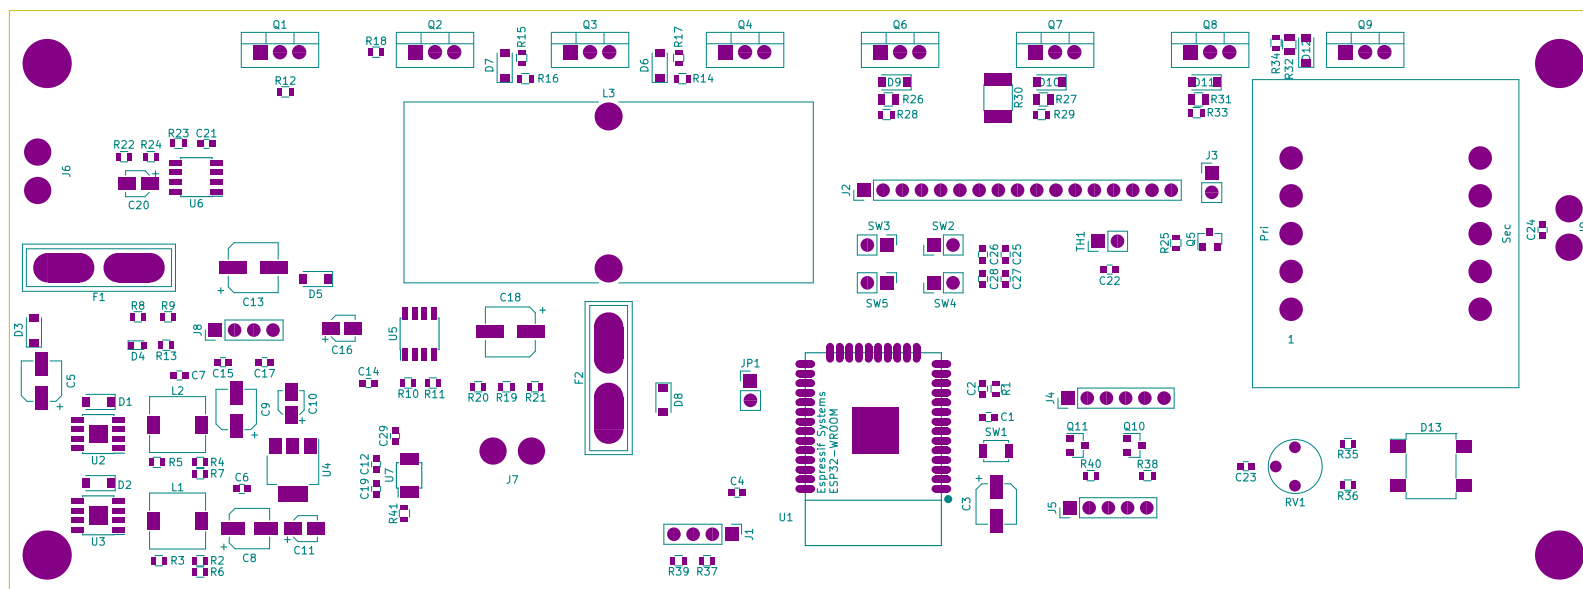 Q1
Q2
Q3
Q4
Q6
Q7
Q8
Q9
R18
D7
R15
R16
D6
R17
R14
R12
D9
R26
R28
R30
D10
R27
R29
D11
R31
R33
R34
R32
D12
L3
J6
R22
R24
R23
C21
C20
+
U6
J2
J3
Pri
Sec
1
C24
SW3
SW2
SW5
SW4
C26
C25
C28
C27
TH1
C22
R25
Q5
F1
C13
+
D5
D3
R8
R9
D4
R13
J8
C16
+
U5
C18
+
F2
C5
+
C7
C15
C17
C14
L2
C9
+
C10
+
R10
R11
R20
R19
R21
D8
JP1
D1
U2
R5
R4
R7
C6
U4
C29
C12
C19
U7
R41
J7
D2
U3
L1
R3
R2
R6
C8
+
C11
+
C4
J1
R39
R37
U1
Espressif Systems
ESP32-WROOM
C2
R1
C1
SW1
C3
+
J4
Q11
Q10
R40
R38
J5
C23
RV1
R35
R36
D13